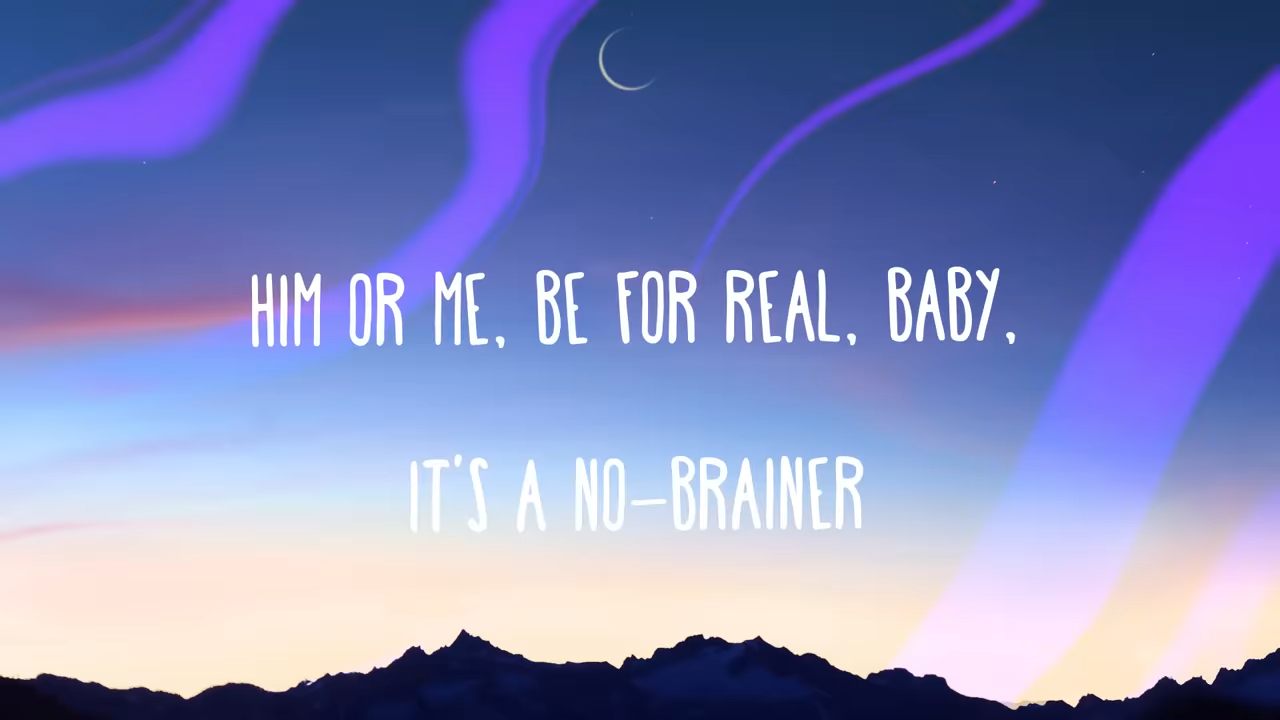 HIM OR ME, BE FOR REAL, BABY,
IT'S A NO-BRAINER